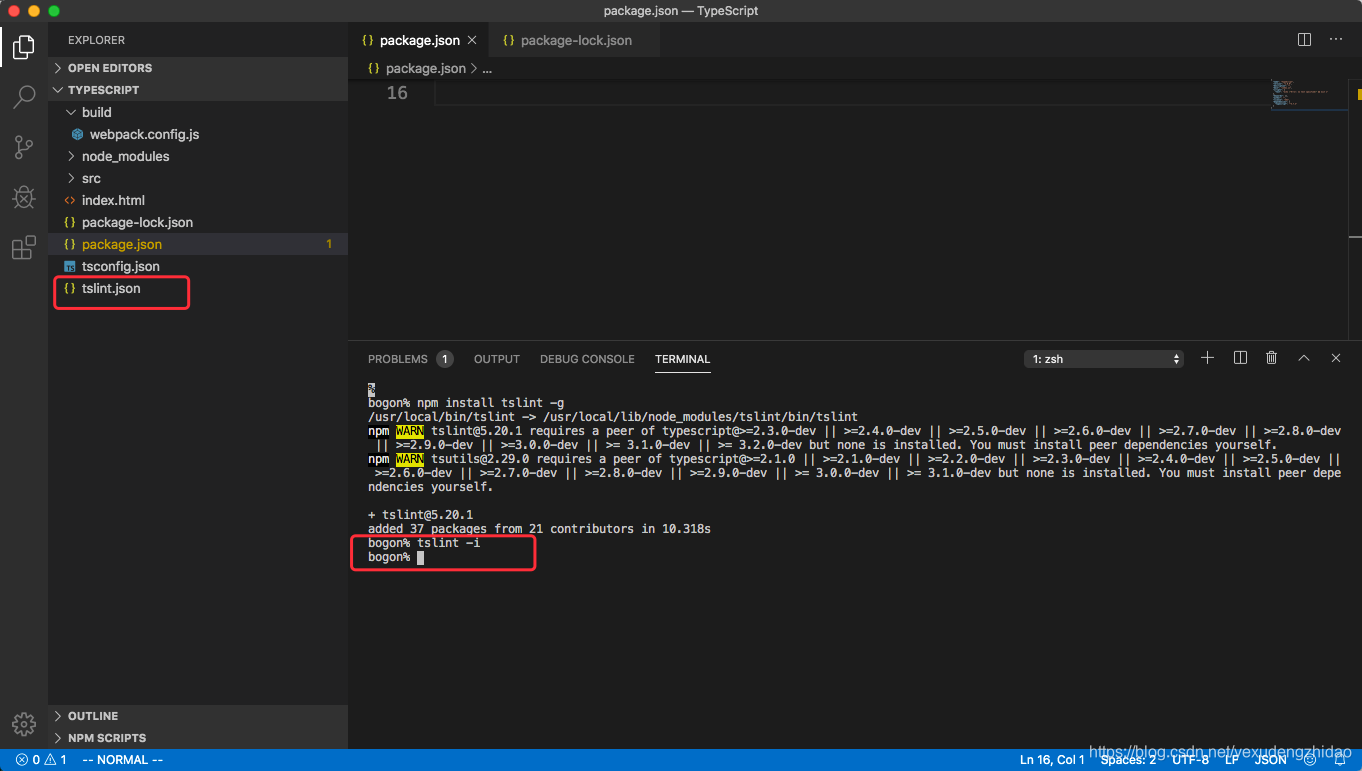 package.json — TypeScript
EXPLORER
OPEN EDITORS
TYPESCRIPT
build
webpack.config.js
node_modules
src
index.html
package-lock.json
package.json 1
tsconfig.json
tslint.json
OUTLINE
NPM SCRIPTS
{} package.json ×
{} package-lock.json
{} package.json > ...
16
PROBLEMS 1 OUTPUT DEBUG CONSOLE TERMINAL 1: zsh
%
bogon% npm install tslint -g
/usr/local/bin/tslint -> /usr/local/lib/node_modules/tslint/bin/tslint
npm WARN tslint@5.20.1 requires a peer of typescript@>=2.3.0-dev || >=2.4.0-dev || >=2.5.0-dev || >=2.6.0-dev || >=2.7.0-dev || >=2.8.0-dev
|| >=2.9.0-dev || >=3.0.0-dev || >= 3.1.0-dev || >= 3.2.0-dev but none is installed. You must install peer dependencies yourself.
npm WARN tsutils@2.29.0 requires a peer of typescript@>=2.1.0 || >=2.1.0-dev || >=2.2.0-dev || >=2.3.0-dev || >=2.4.0-dev || >=2.5.0-dev ||
>=2.6.0-dev || >=2.7.0-dev || >=2.8.0-dev || >=2.9.0-dev || >= 3.0.0-dev || >= 3.1.0-dev but none is installed. You must install peer depe
ndencies yourself.
+ tslint@5.20.1
added 37 packages from 21 contributors in 10.318s
bogon% tslint -i
bogon%
0 1 -- NORMAL --
Ln 16, Col 1 Spaces: 2 UTF-8 LF JSON
https://blog.csdn.net/yexudengzhidao